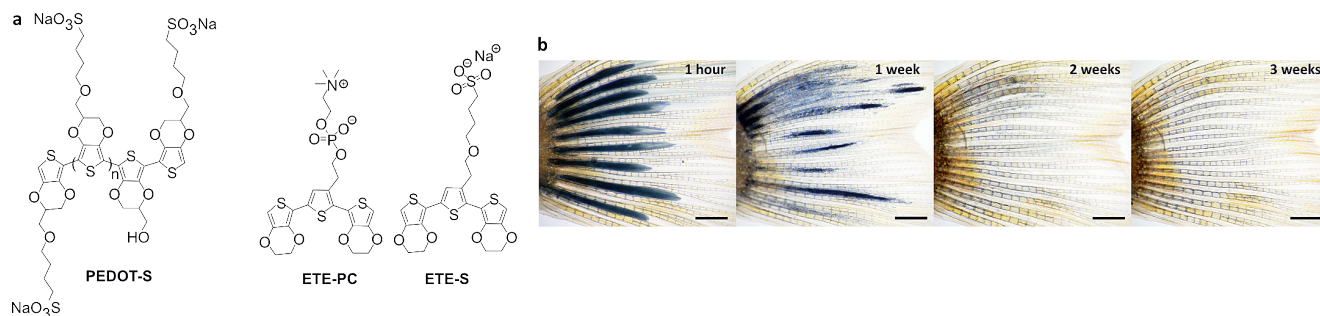 a
NaO3S
SO3Na
O
O
O
O
O
O
S
S
n
S
S
O
O
O
O
O
HO
NaO3S
PEDOT-S
N⊕
O
O=P-O⊖
O
S
S
S
O
O
O
O
ETE-PC
⊖O Na⊕
S=O
O
O
S
S
S
O
O
O
O
ETE-S
b
1 hour
1 week
2 weeks
3 weeks